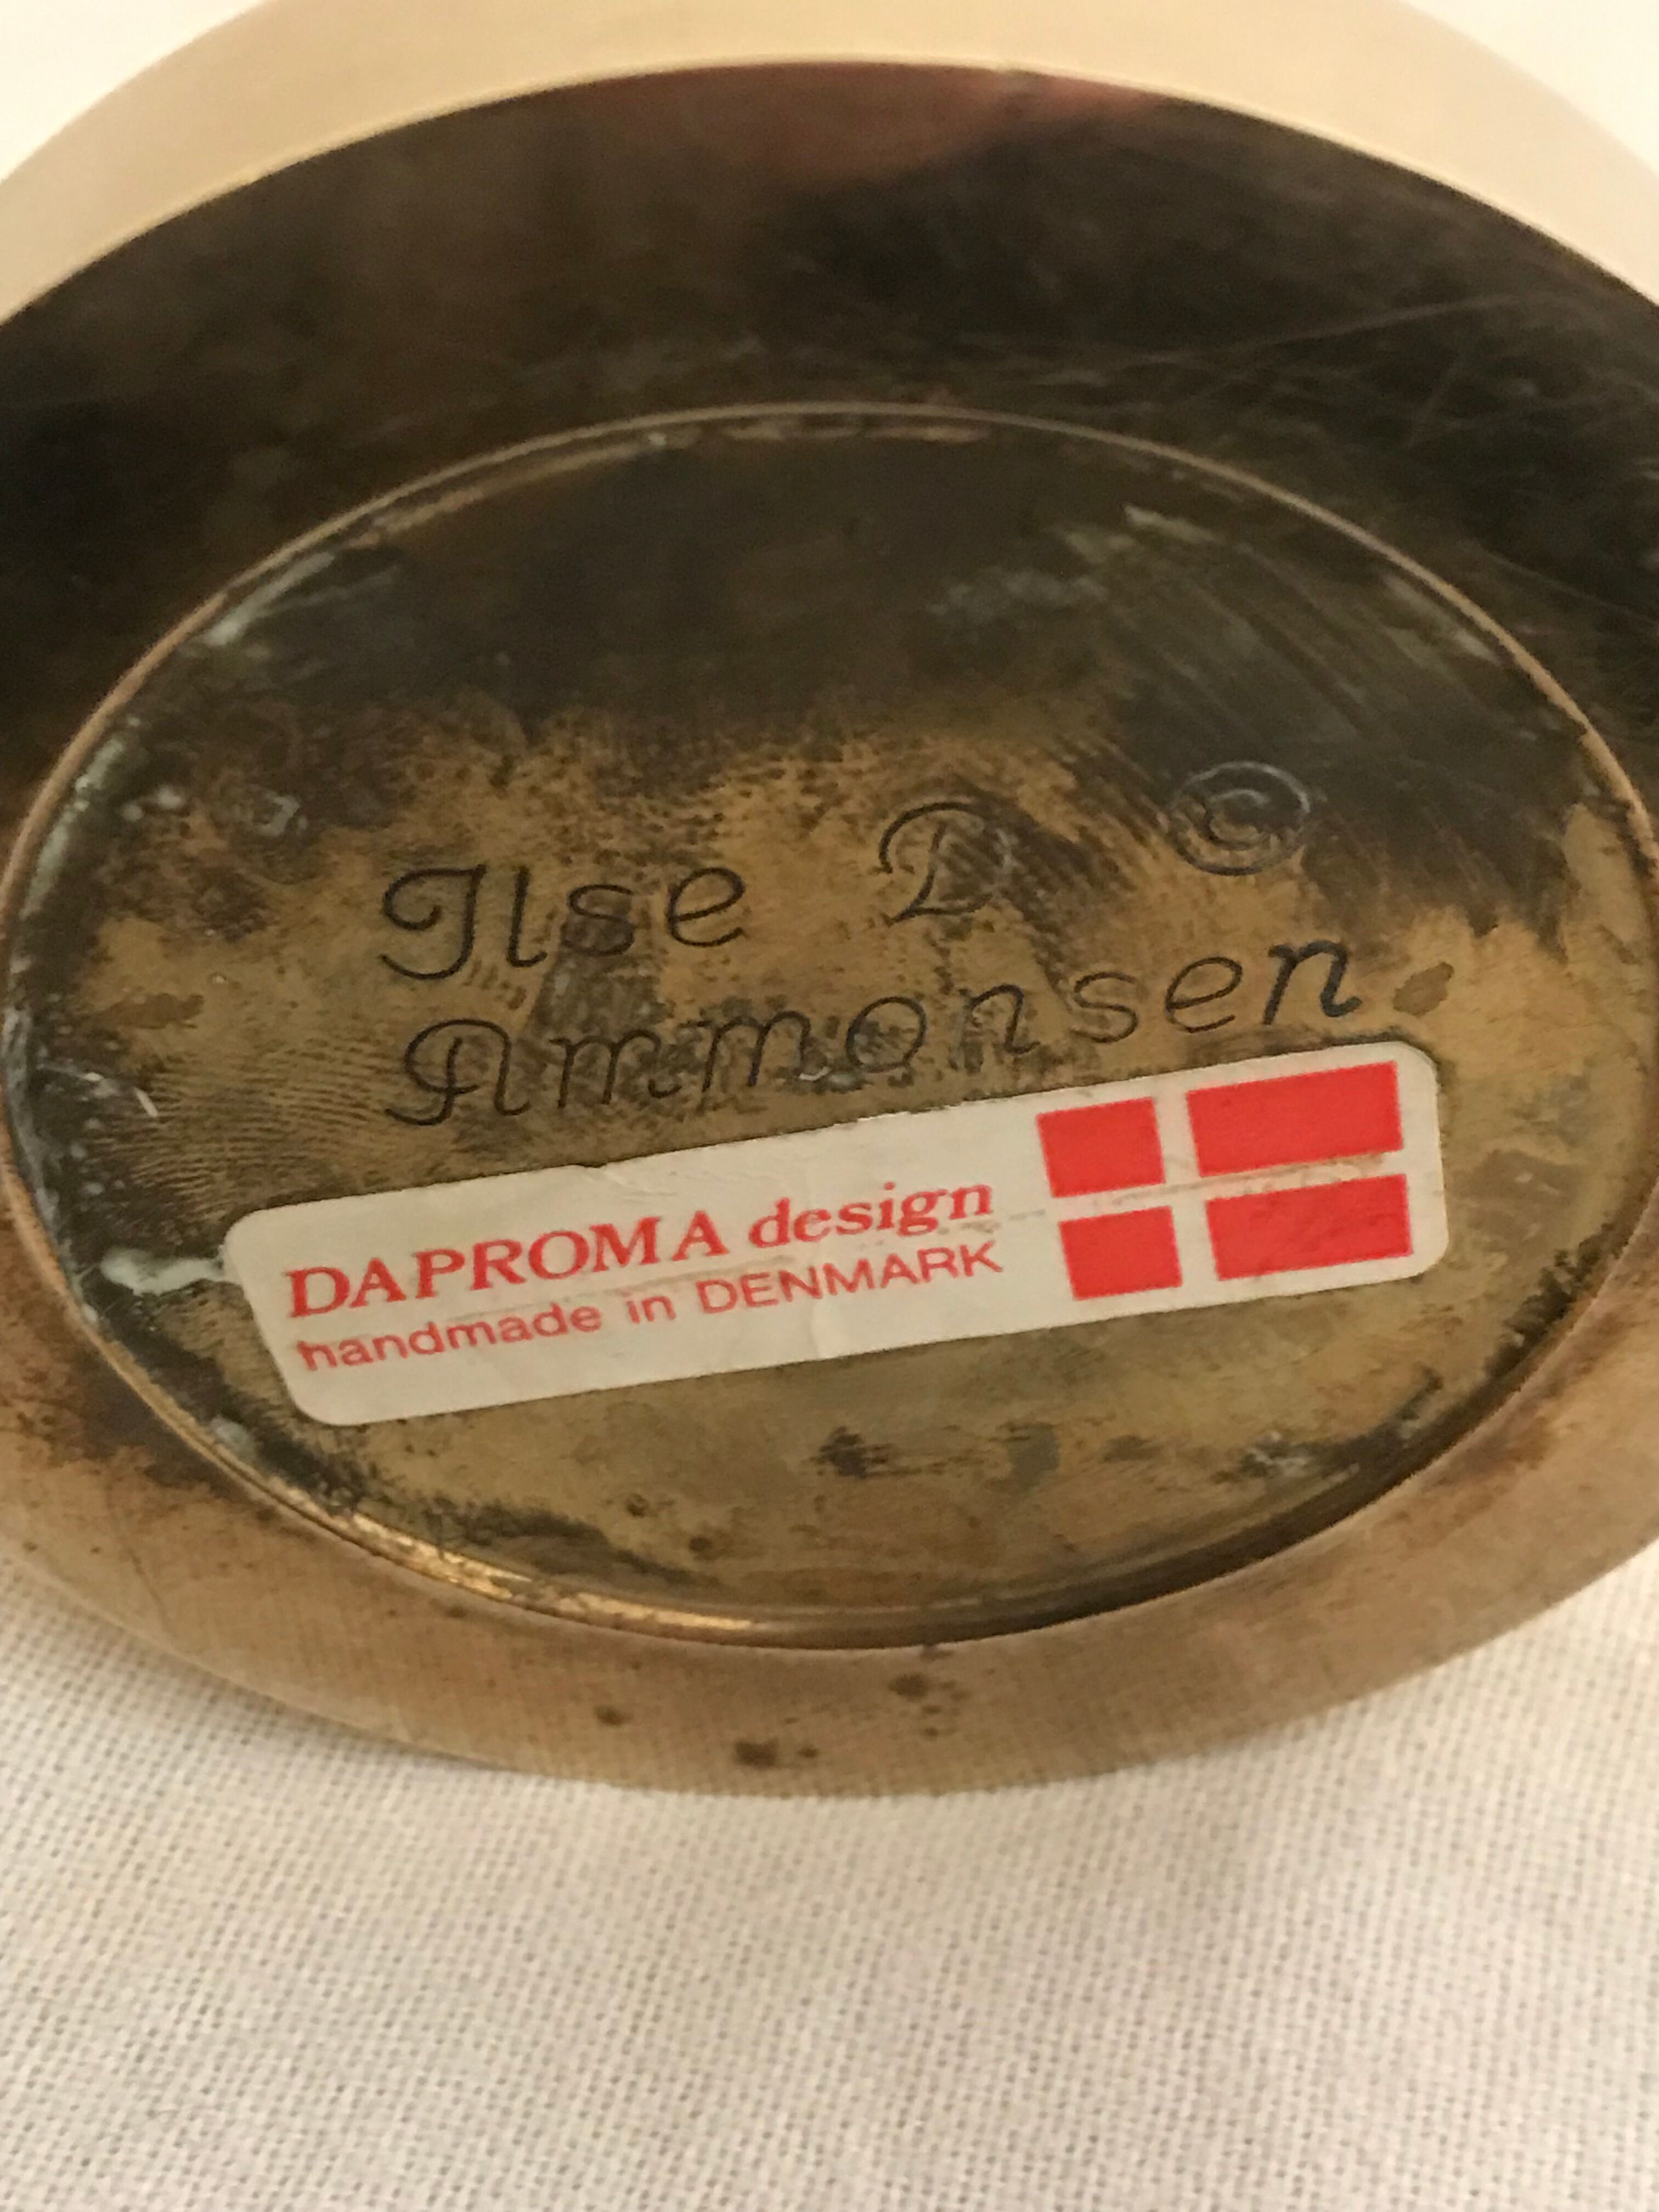 Ilse D ©
Ammonsen.
DAPROMA design
handmade in DENMARK